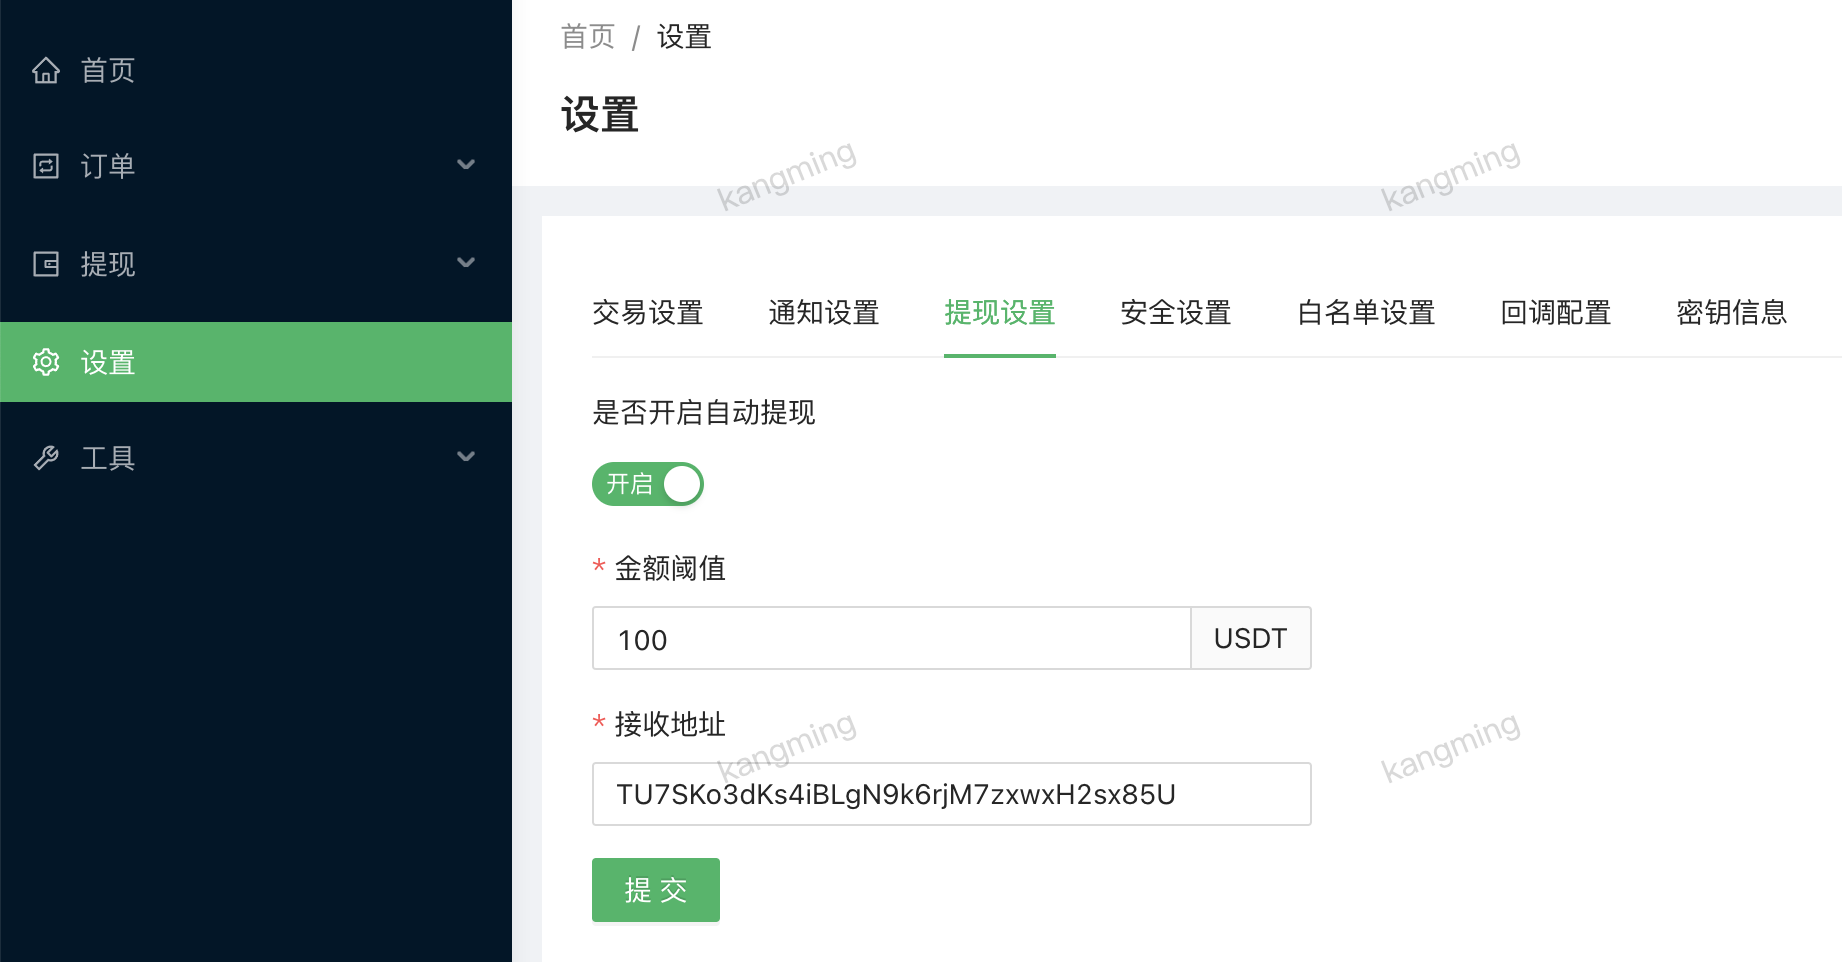 首页
订单
提现
设置
工具
首页 / 设置
设置
kangming
kangming
交易设置 通知设置 提现设置 安全设置 白名单设置 回调配置 密钥信息
是否开启自动提现
开启
* 金额阈值
100 USDT
* 接收地址
kangming
kangming
TU7SKo3dKs4iBLgN9k6rjM7zxwxH2sx85U
提交